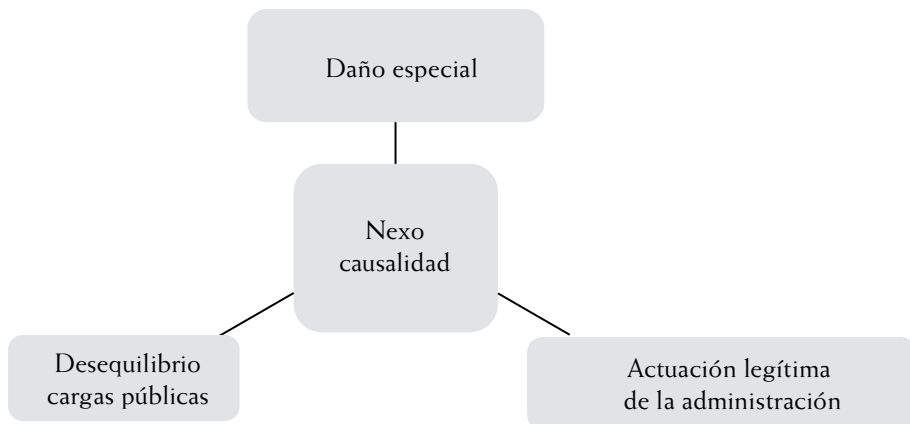 Daño especial
Nexo
causalidad
Desequilibrio
cargas públicas
Actuación legítima
de la administración